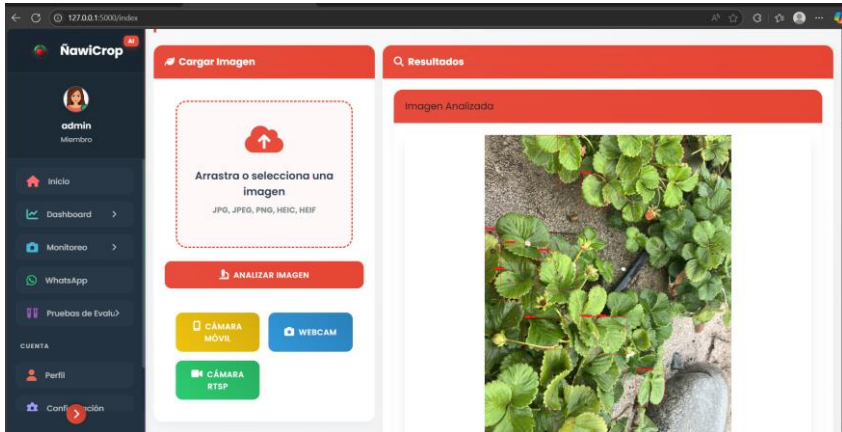 127.0.0.1:5000/index
ÑawiCrop
AI
admin
Miembro
Inicio
Dashboard
Monitoreo
WhatsApp
Pruebas de Evalu
CUENTA
Perfil
Cargar Imagen
Arrastra o selecciona una
imagen
JPG, JPEG, PNG, HEIC, HEIF
ANALIZAR IMAGEN
CÁMARA
MÓVIL
WEBCAM
CÁMARA
RTSP
Resultados
Imagen Analizada